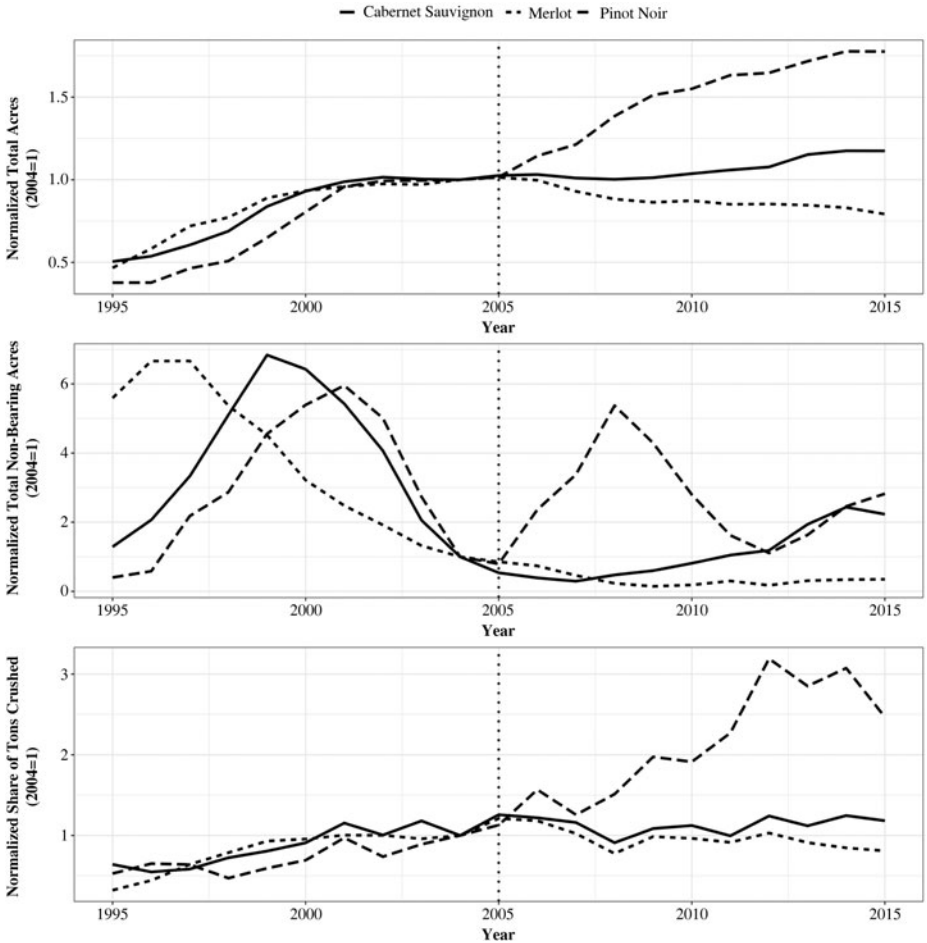 Cabernet Sauvignon Merlot Pinot Noir
Normalized Total Acres
(2004=1)
1.5
1.0
0.5
1995 2000 2005 2010 2015
Year
Normalized Total Non-Bearing Acres
(2004=1)
6
4
2
0
1995 2000 2005 2010 2015
Year
Normalized Share of Tons Crushed
(2004=1)
3
2
1
1995 2000 2005 2010 2015
Year